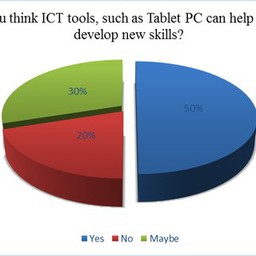 u think ICT tools, such as Tablet PC can help
develop new skills?
30%
50%
20%
Yes No Maybe